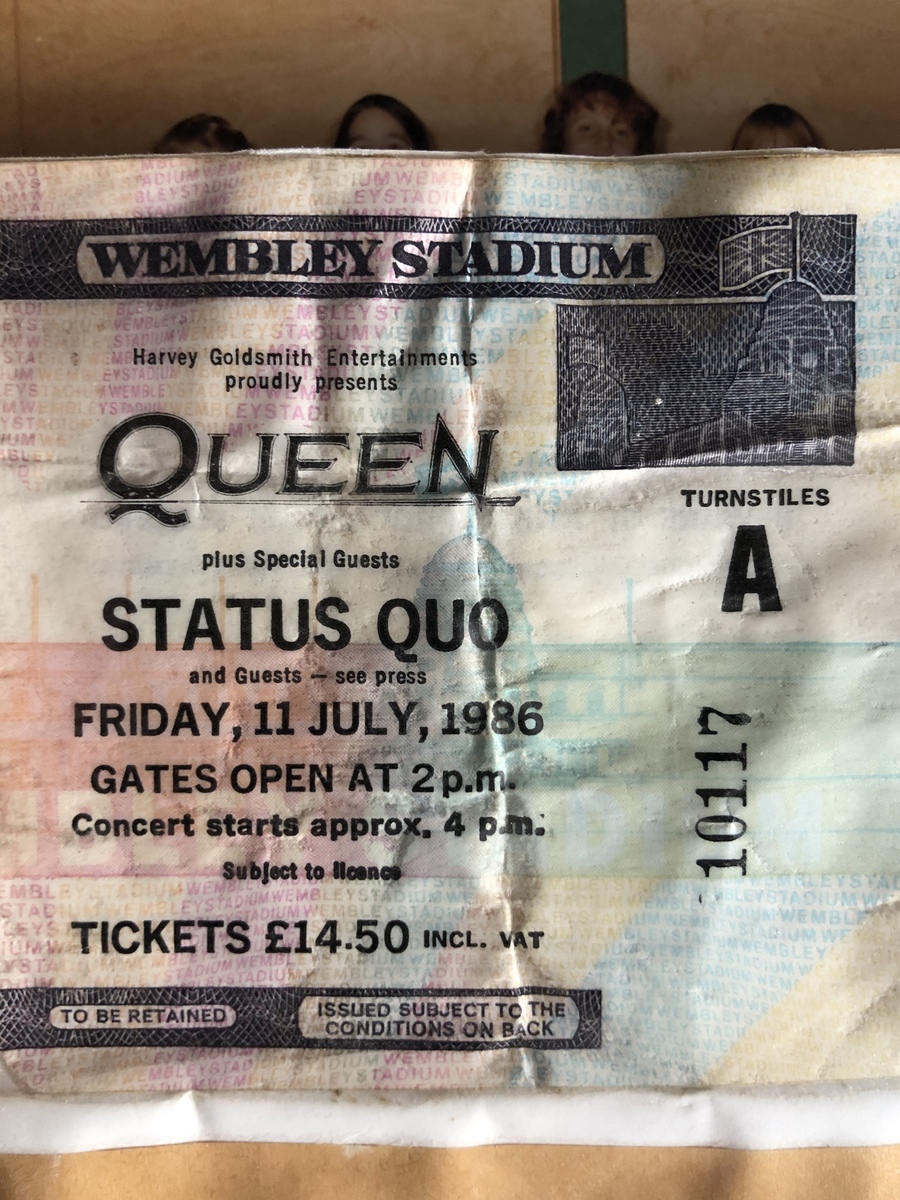 WEMBLEY STADIUM
Harvey Goldsmith Entertainments
proudly presents
QUEEN
plus Special Guests
STATUS QUO
and Guests — see press
FRIDAY, 11 JULY, 1986
GATES OPEN AT 2 p.m.
Concert starts approx. 4 p.m.
Subject to licence
TICKETS £14.50 INCL. VAT
TO BE RETAINED
ISSUED SUBJECT TO THE
CONDITIONS ON BACK
TURNSTILES
A
10117